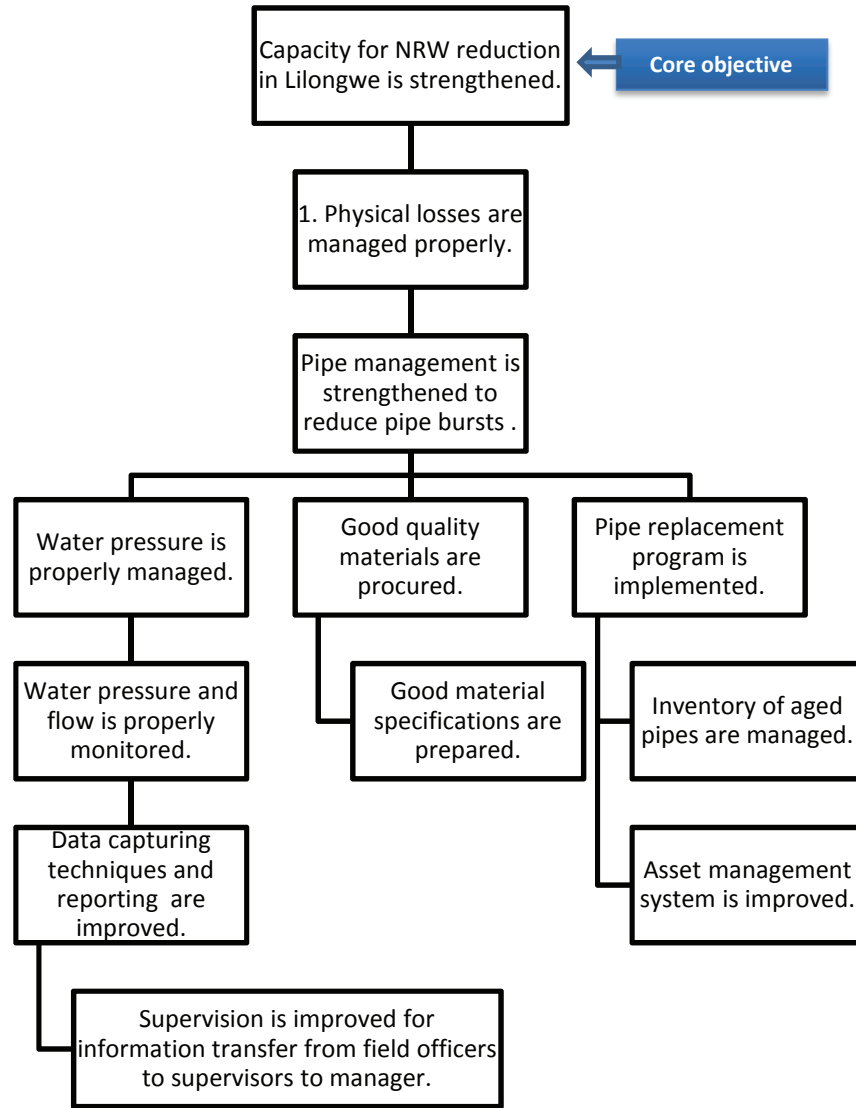 Capacity for NRW reduction
in Lilongwe is strengthened.
Core objective
1. Physical losses are
managed properly.
Pipe management is
strengthened to
reduce pipe bursts .
Water pressure is
properly managed.
Good quality
materials are
procured.
Pipe replacement
program is
implemented.
Water pressure and
flow is properly
monitored.
Good material
specifications are
prepared.
Inventory of aged
pipes are managed.
Data capturing
techniques and
reporting  are
improved.
Asset management
system is improved.
Supervision is improved for
information transfer from field officers
to supervisors to manager.